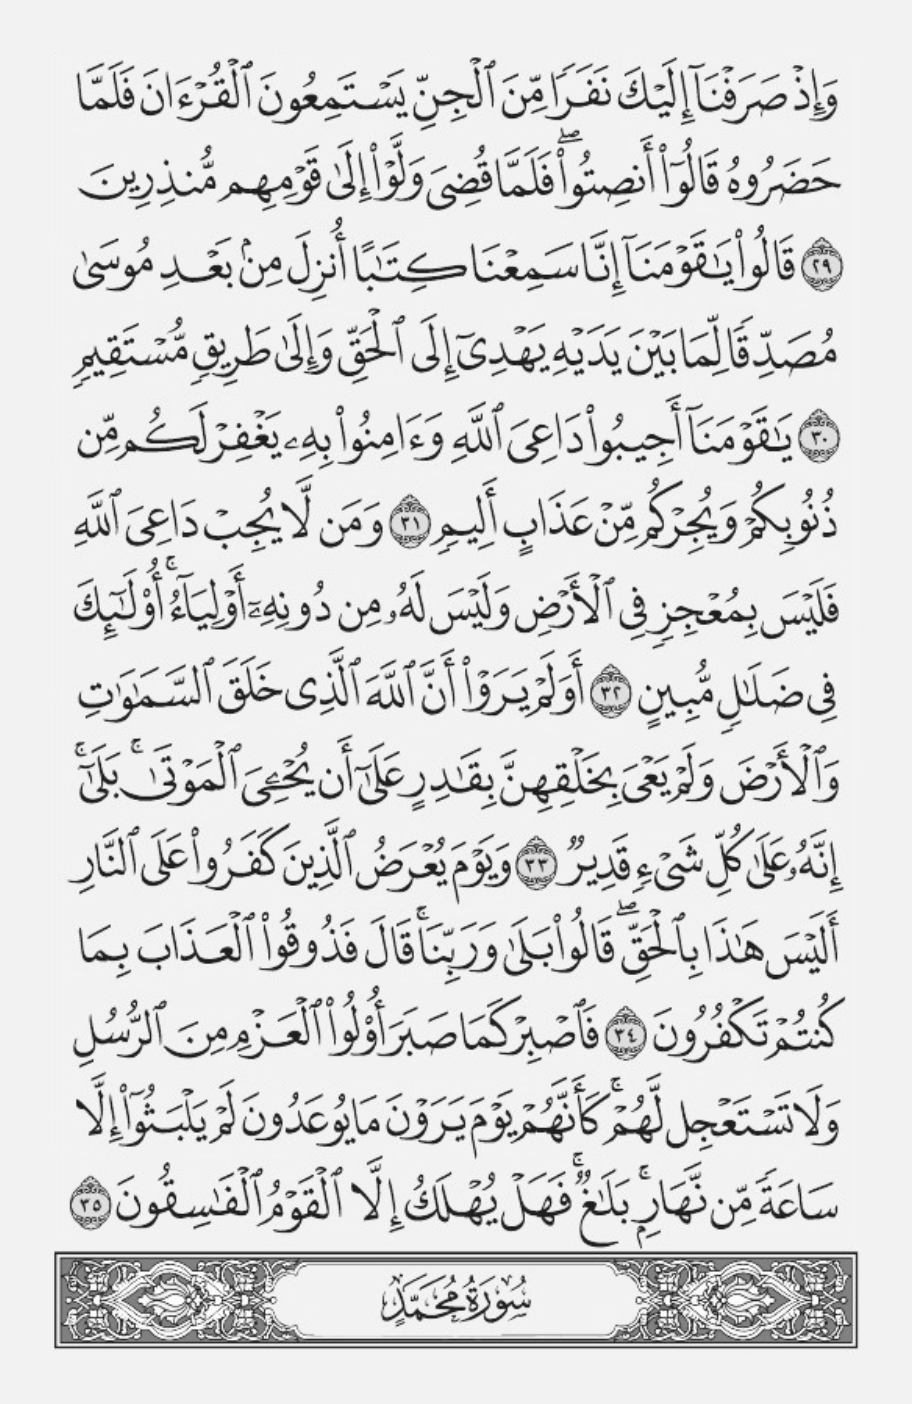 وَإِذْ صَرَفْنَآ إِلَيْكَ نَفَرًا مِّنَ ٱلْجِنِّ يَسْتَمِعُونَ ٱلْقُرْءَانَ فَلَمَّا
حَضَرُوهُ قَالُوٓا۟ أَنصِتُوا۟ ۖ فَلَمَّا قُضِىَ وَلَّوْا۟ إِلَىٰ قَوْمِهِم مُّنذِرِينَ
٢٩ قَالُوا۟ يَٰقَوْمَنَآ إِنَّا سَمِعْنَا كِتَٰبًا أُنزِلَ مِنۢ بَعْدِ مُوسَىٰ
مُصَدِّقًا لِّمَا بَيْنَ يَدَيْهِ يَهْدِىٓ إِلَى ٱلْحَقِّ وَإِلَىٰ طَرِيقٍ مُّسْتَقِيمٍ
٣٠ يَٰقَوْمَنَآ أَجِيبُوا۟ دَاعِىَ ٱللَّهِ وَءَامِنُوا۟ بِهِۦ يَغْفِرْ لَكُم مِّن
ذُنُوبِكُمْ وَيُجِرْكُم مِّنْ عَذَابٍ أَلِيمٍ ٣١ وَمَن لَّا يُجِبْ دَاعِىَ ٱللَّهِ
فَلَيْسَ بِمُعْجِزٍ فِى ٱلْأَرْضِ وَلَيْسَ لَهُۥ مِن دُونِهِۦٓ أَوْلِيَآءُ ۚ أُو۟لَٰٓئِكَ
فِى ضَلَٰلٍ مُّبِينٍ ٣٢ أَوَلَمْ يَرَوْا۟ أَنَّ ٱللَّهَ ٱلَّذِى خَلَقَ ٱلسَّمَٰوَٰتِ
وَٱلْأَرْضَ وَلَمْ يَعْىَ بِخَلْقِهِنَّ بِقَٰدِرٍ عَلَىٰٓ أَن يُحْۦِىَ ٱلْمَوْتَىٰ ۚ بَلَىٰٓ ۚ
إِنَّهُۥ عَلَىٰ كُلِّ شَىْءٍ قَدِيرٌ ٣٣ وَيَوْمَ يُعْرَضُ ٱلَّذِينَ كَفَرُوا۟ عَلَى ٱلنَّارِ
أَلَيْسَ هَٰذَا بِٱلْحَقِّ ۖ قَالُوا۟ بَلَىٰ وَرَبِّنَا ۚ قَالَ فَذُوقُوا۟ ٱلْعَذَابَ بِمَا
كُنتُمْ تَكْفُرُونَ ٣٤ فَٱصْبِرْ كَمَا صَبَرَ أُو۟لُوا۟ ٱلْعَزْمِ مِنَ ٱلرُّسُلِ
وَلَا تَسْتَعْجِل لَّهُمْ ۚ كَأَنَّهُمْ يَوْمَ يَرَوْنَ مَا يُوعَدُونَ لَمْ يَلْبَثُوٓا۟ إِلَّا
سَاعَةً مِّن نَّهَارٍۭ ۚ بَلَٰغٌ ۚ فَهَلْ يُهْلَكُ إِلَّا ٱلْقَوْمُ ٱلْفَٰسِقُونَ ٣٥
سُورَةُ مُحَمَّدٍ